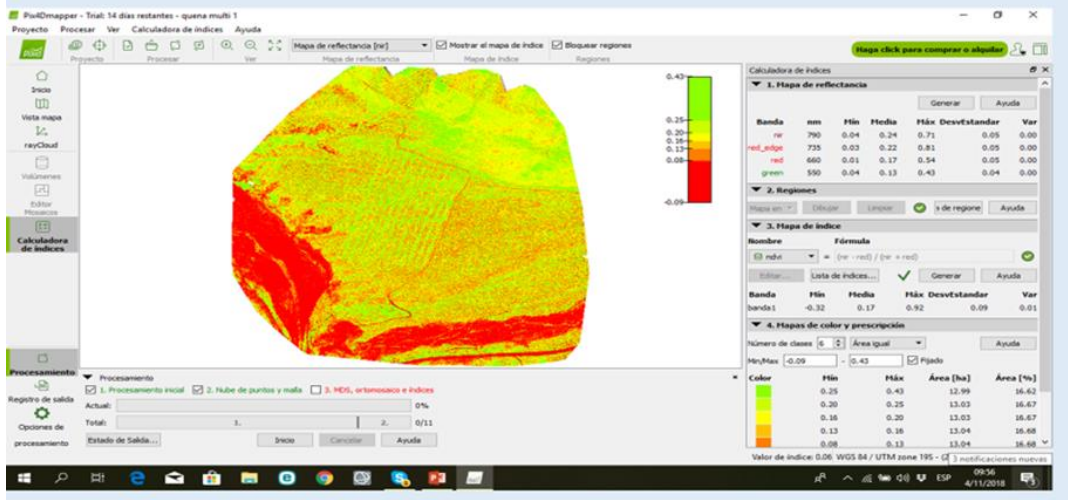 Pix4Dmapper - Trial: 14 días restantes - quena multi 1
Proyecto Procesar Ver Calculadora de índices Ayuda
Mapa de reflectancia [nir] Mostrar el mapa de índice Bloquear regiones
Haga click para comprar o alquilar
Proyecto Procesar Ver Mapa de reflectancia Mapa de índice Regiones
Inicio
Vista mapa
rayCloud
Volúmenes
Editor
Mosaicos
Calculadora
de índices
Procesamiento
Registro de salida
Opciones de
procesamiento
0.43
0.25
0.20
0.16
0.13
0.08
-0.09
Calculadora de índices
1. Mapa de reflectancia
Generar Ayuda
Banda nm Mín Media Máx DesvEstandar Var
nir 790 0.04 0.24 0.71 0.05 0.00
red_edge 735 0.03 0.22 0.81 0.05 0.00
red 660 0.01 0.17 0.54 0.05 0.00
green 550 0.04 0.13 0.43 0.04 0.00
2. Regiones
Mapa en Dibujar Limpiar s de regione Ayuda
3. Mapa de índice
Nombre Fórmula
ndvi = (nir - red) / (nir + red)
Editar... Lista de índices... Generar Ayuda
Banda Mín Media Máx DesvEstandar Var
banda1 -0.32 0.17 0.92 0.09 0.01
4. Mapas de color y prescripción
Número de clases 6 Área igual Ayuda
Min/Max -0.09 - 0.43 Fijado
Color Mín Máx Área [ha] Área [%]
0.25 0.43 12.99 16.62
0.20 0.25 13.03 16.67
0.16 0.20 13.03 16.67
0.13 0.16 13.04 16.68
0.08 0.13 13.04 16.68
Procesamiento
1. Procesamiento inicial 2. Nube de puntos y malla 3. MDS, ortomosaico e índices
Actual: 0%
Total: 1. 2. 0/11
Estado de Salida... Inicio Cancelar Ayuda
Valor de índice: 0.06 WGS 84 / UTM zone 19S - (
3 notificaciones nuevas
ESP
09:56
4/11/2018